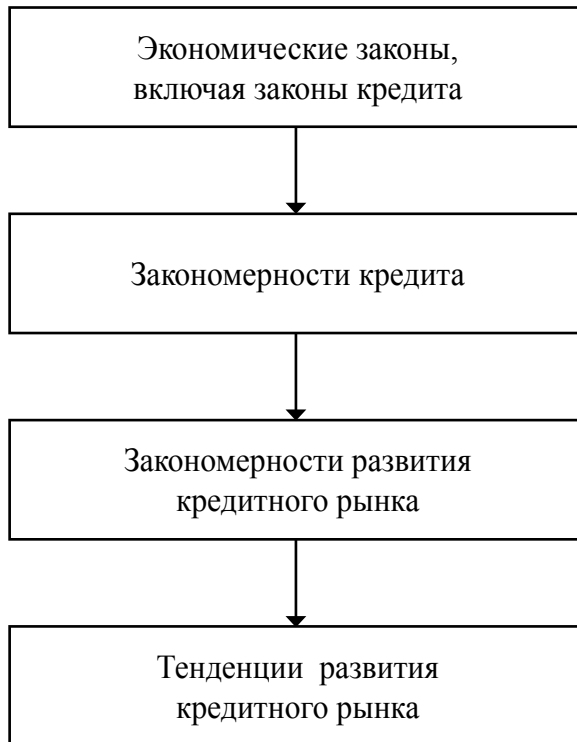 Экономические законы,
включая законы кредита
Закономерности кредита
Закономерности развития
кредитного рынка
Тенденции развития
кредитного рынка